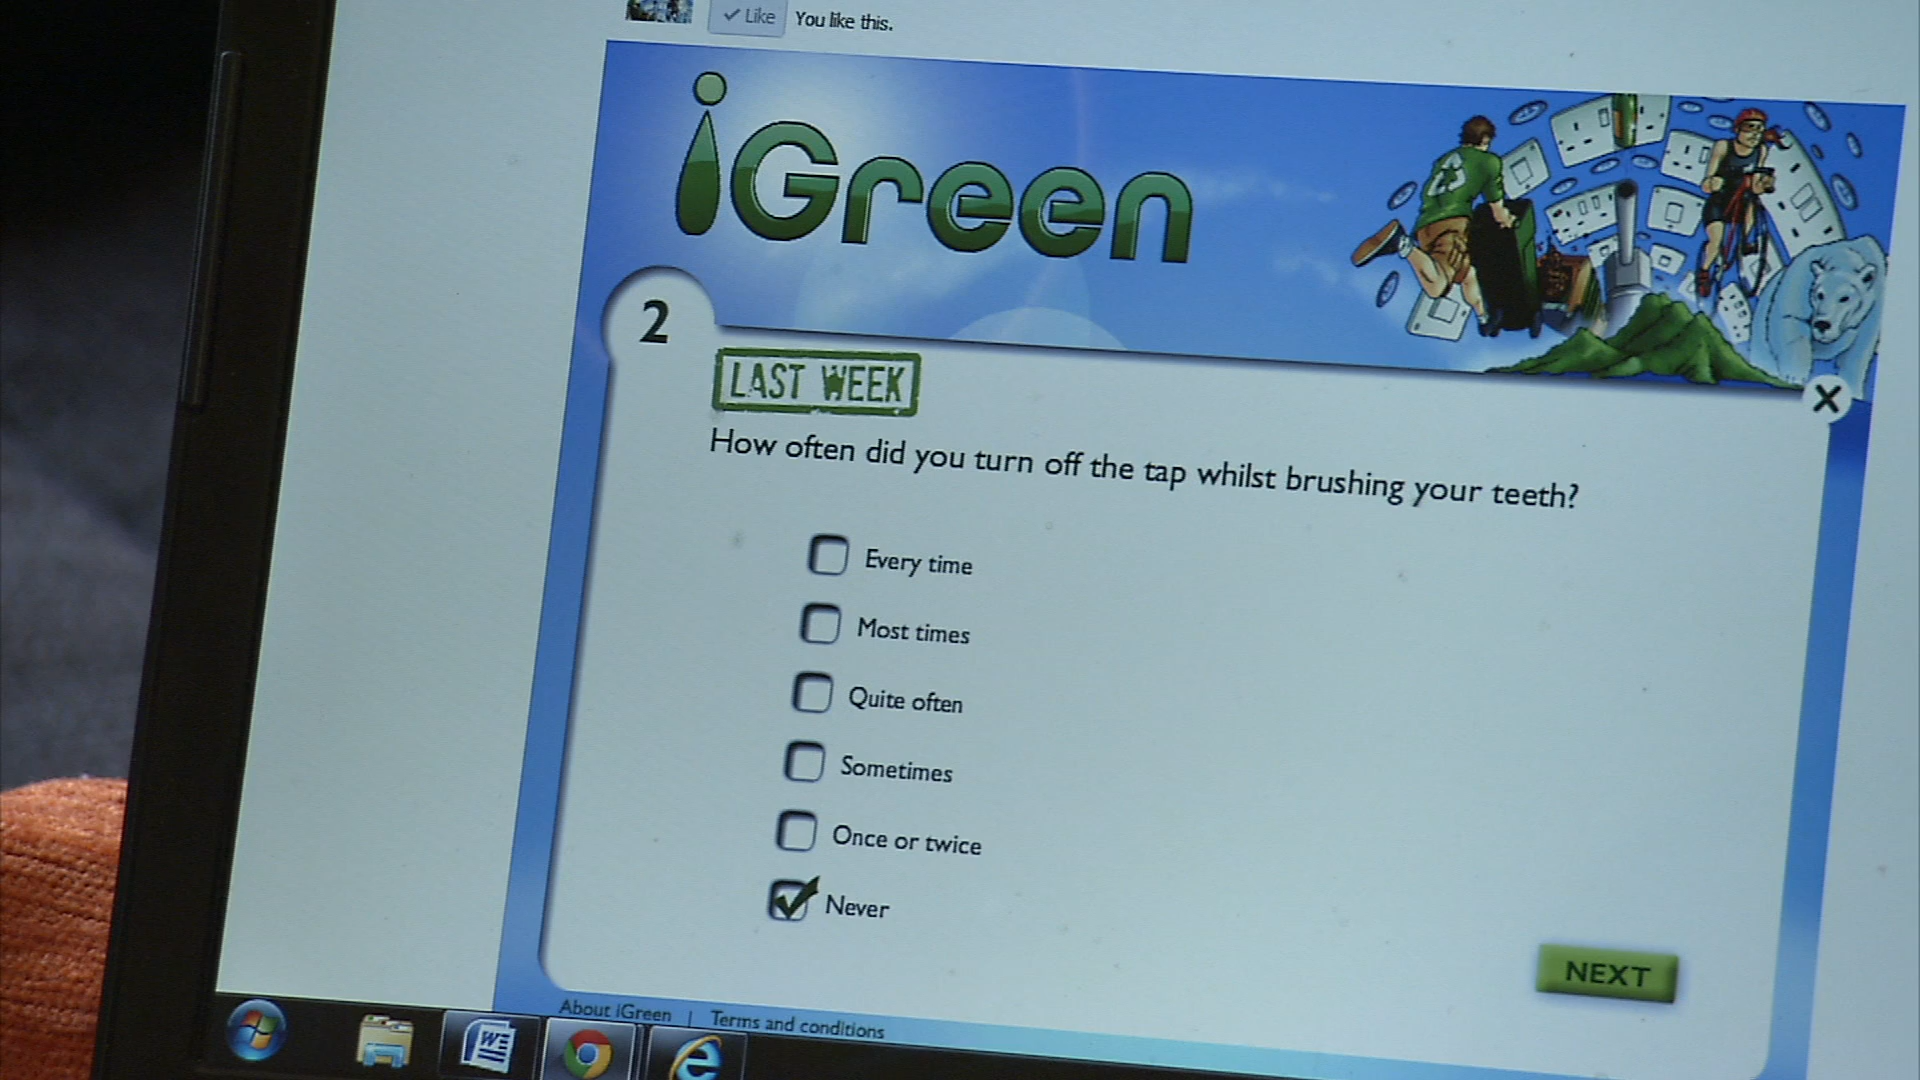 Like You like this.
iGreen
2
LAST WEEK
X
How often did you turn off the tap whilst brushing your teeth?
Every time
Most times
Quite often
Sometimes
Once or twice
Never
NEXT
About iGreen | Terms and conditions